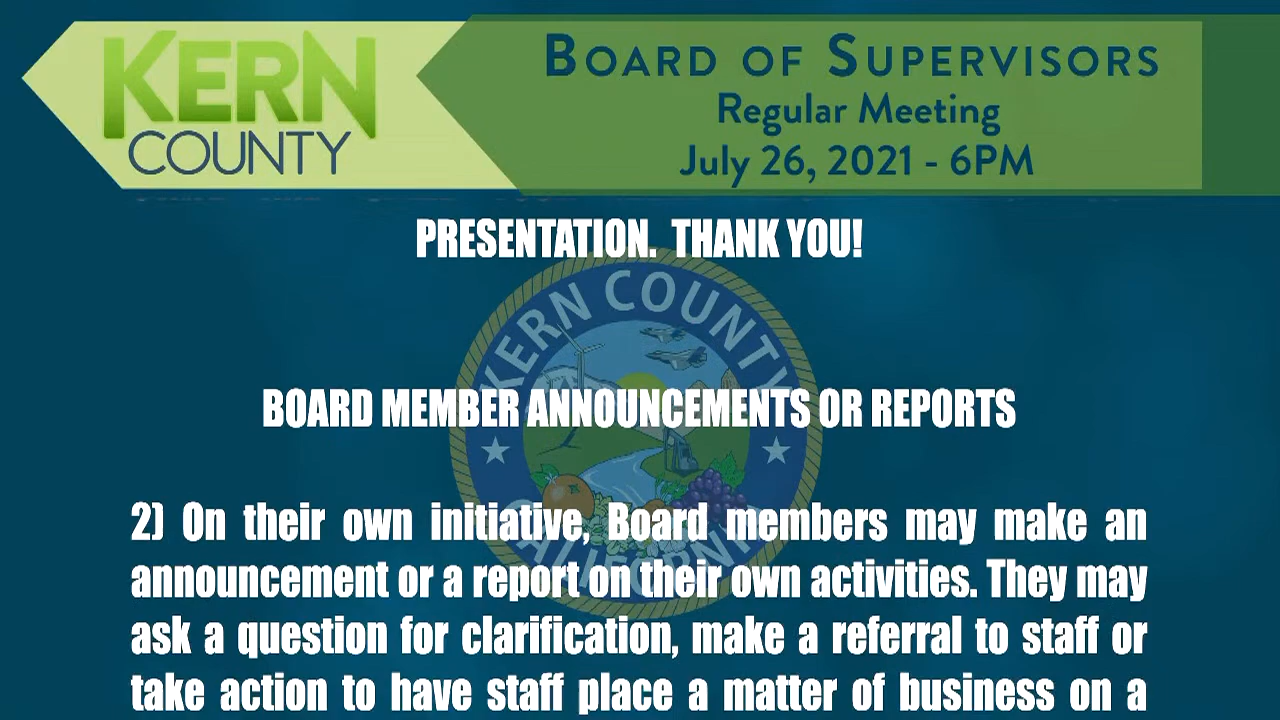 KERN
COUNTY
BOARD OF SUPERVISORS
Regular Meeting
July 26, 2021 - 6PM
PRESENTATION. THANK YOU!
KERN COUNTY
BOARD MEMBER ANNOUNCEMENTS OR REPORTS
2) On their own initiative, Board members may make an
announcement or a report on their own activities. They may
ask a question for clarification, make a referral to staff or
take action to have staff place a matter of business on a
CALIFORNIA